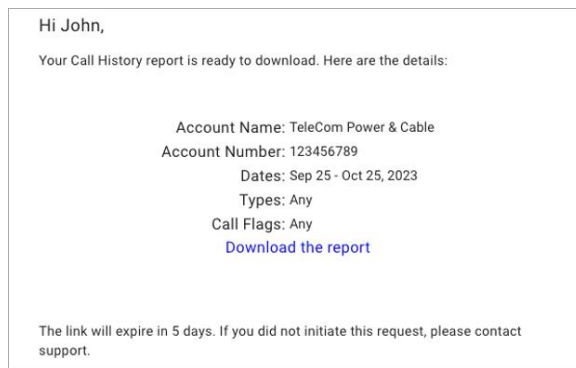 Hi John,
Your Call History report is ready to download. Here are the details:
Account Name: TeleCom Power & Cable
Account Number: 123456789
Dates: Sep 25 - Oct 25, 2023
Types: Any
Call Flags: Any
Download the report
The link will expire in 5 days. If you did not initiate this request, please contact
support.